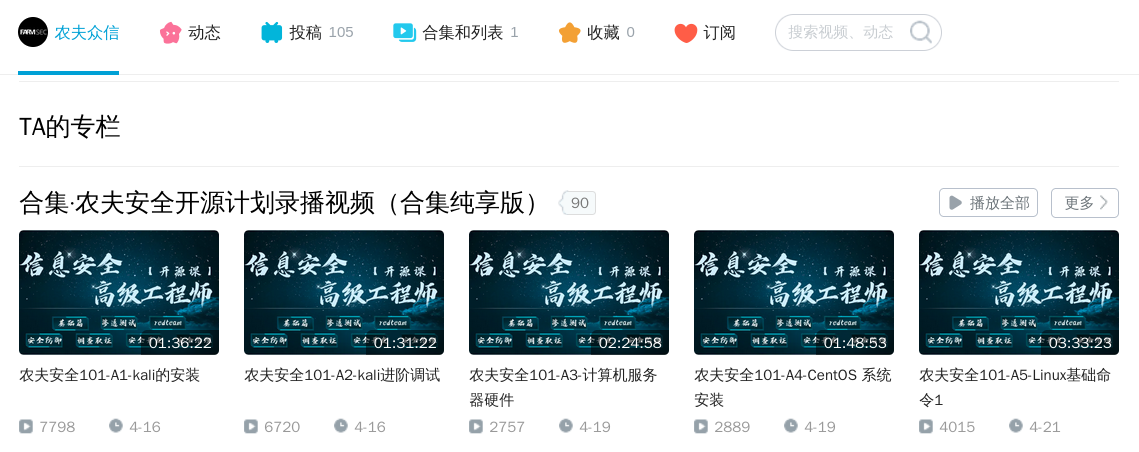 FARMSEC 农夫众信 动态 投稿 105 合集和列表 1 收藏 0 订阅 搜索视频、动态
TA的专栏
合集·农夫安全开源计划录播视频（合集纯享版） 90 播放全部 更多
信息安全 【开源课】
高级工程师
基础篇 渗透测试 redteam
安全防御 调查取证 安全
01:36:22
信息安全 【开源课】
高级工程师
基础篇 渗透测试 redteam
安全防御 调查取证 安全
01:31:22
信息安全 【开源课】
高级工程师
基础篇 渗透测试 redteam
安全防御 调查取证 安全
02:24:58
信息安全 【开源课】
高级工程师
基础篇 渗透测试 redteam
安全防御 调查取证 安全
01:48:53
信息安全 【开源课】
高级工程师
基础篇 渗透测试 redteam
安全防御 调查取证 安全
03:33:23
农夫安全101-A1-kali的安装
7798 4-16
农夫安全101-A2-kali进阶调试
6720 4-16
农夫安全101-A3-计算机服务
器硬件
2757 4-19
农夫安全101-A4-CentOS 系统
安装
2889 4-19
农夫安全101-A5-Linux基础命
令1
4015 4-21